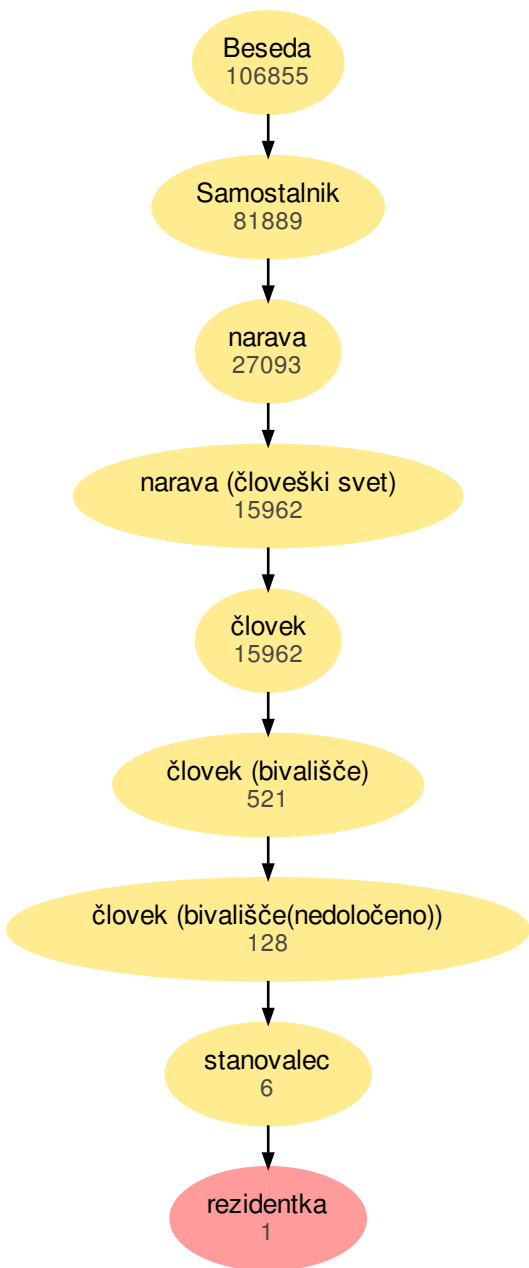 Beseda
106855
Samostalnik
81889
narava
27093
narava (človeški svet)
15962
človek
15962
človek (bivališče)
521
človek (bivališče(nedoločeno))
128
stanovalec
6
rezidentka
1